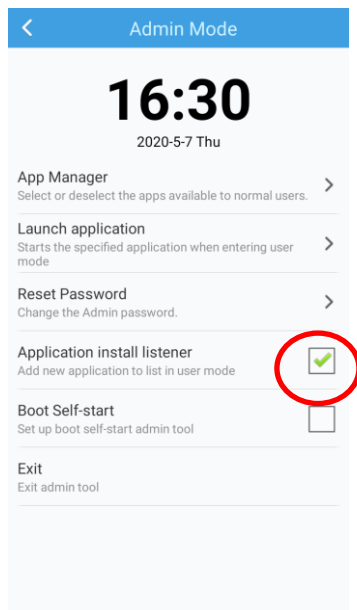 Admin Mode
16:30
2020-5-7 Thu
App Manager
Select or deselect the apps available to normal users.
Launch application
Starts the specified application when entering user
mode
Reset Password
Change the Admin password.
Application install listener
Add new application to list in user mode
Boot Self-start
Set up boot self-start admin tool
Exit
Exit admin tool